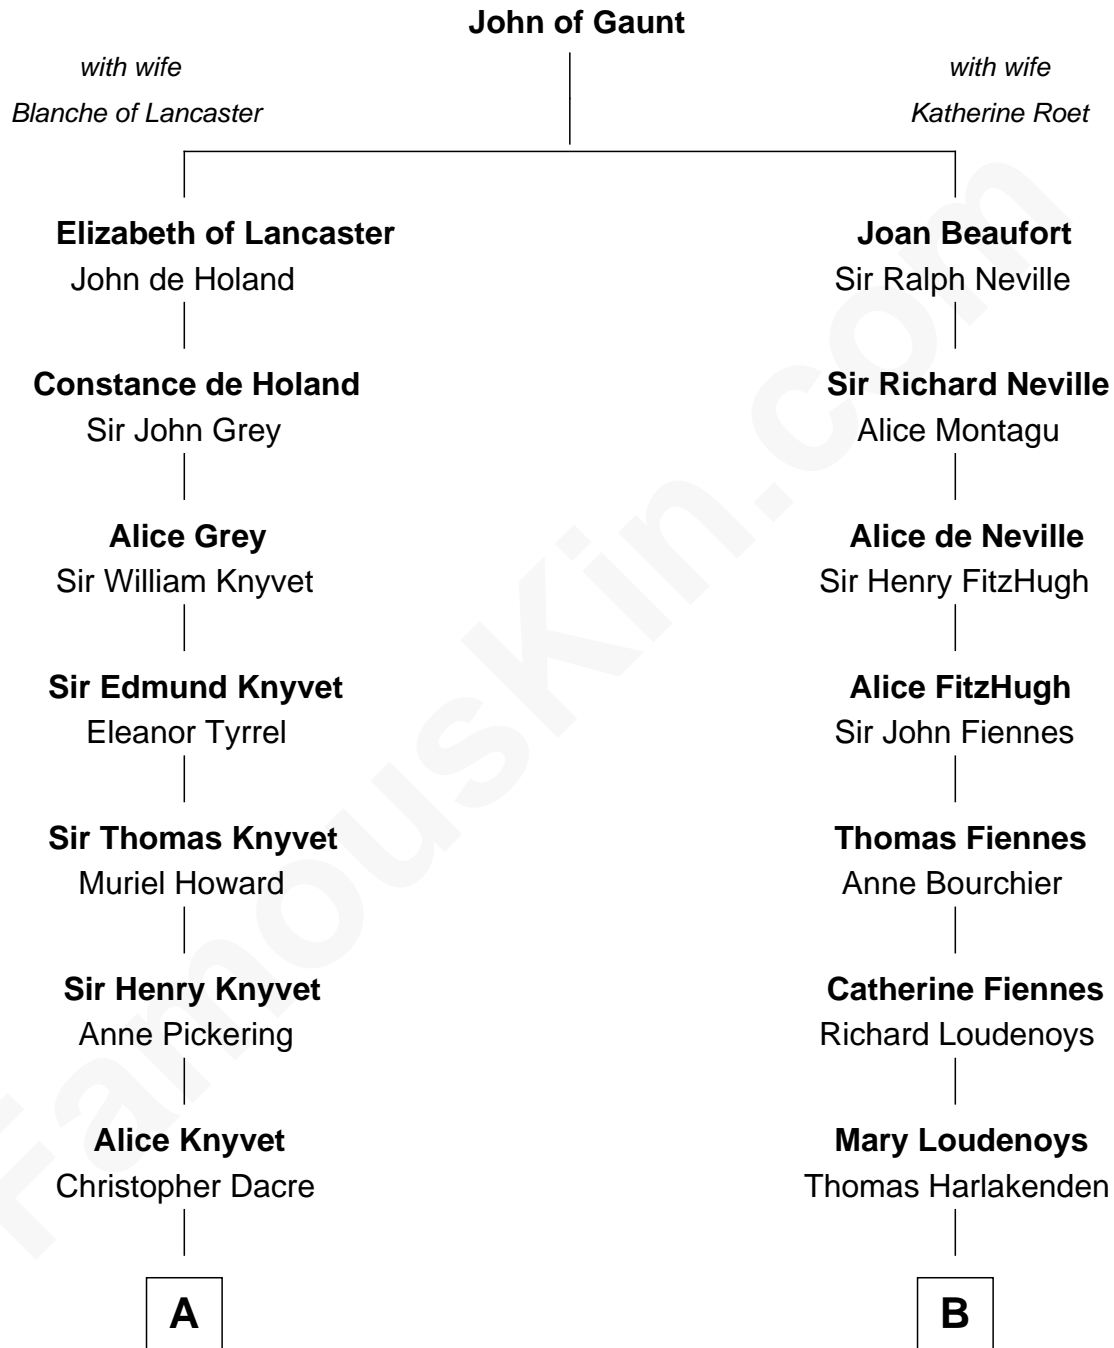 John of Gaunt
with wife
Blanche of Lancaster
with wife
Katherine Roet
Elizabeth of Lancaster
John de Holand
Joan Beaufort
Sir Ralph Neville
Constance de Holand
Sir John Grey
Sir Richard Neville
Alice Montagu
Alice Grey
Sir William Knyvet
Alice de Neville
Sir Henry FitzHugh
Sir Edmund Knyvet
Eleanor Tyrrel
Alice FitzHugh
Sir John Fiennes
Sir Thomas Knyvet
Muriel Howard
Thomas Fiennes
Anne Bourchier
Sir Henry Knyvet
Anne Pickering
Catherine Fiennes
Richard Loudenoys
Alice Knyvet
Christopher Dacre
Mary Loudenoys
Thomas Harlakenden
A
B
FamousKin.com